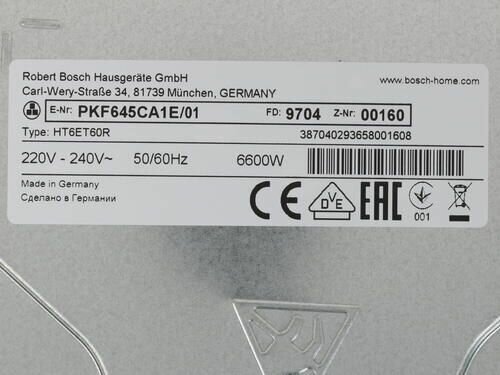 Robert Bosch Hausgeräte GmbH
www.bosch-home.com
Carl-Wery-Straße 34, 81739 München, GERMANY
E-Nr: PKF645CA1E/01 FD: 9704 Z-Nr: 00160
Type: HT6ET60R 387040293658001608
220V - 240V~ 50/60Hz 6600W
Made in Germany
Сделано в Германии
CE DVE EAC 001